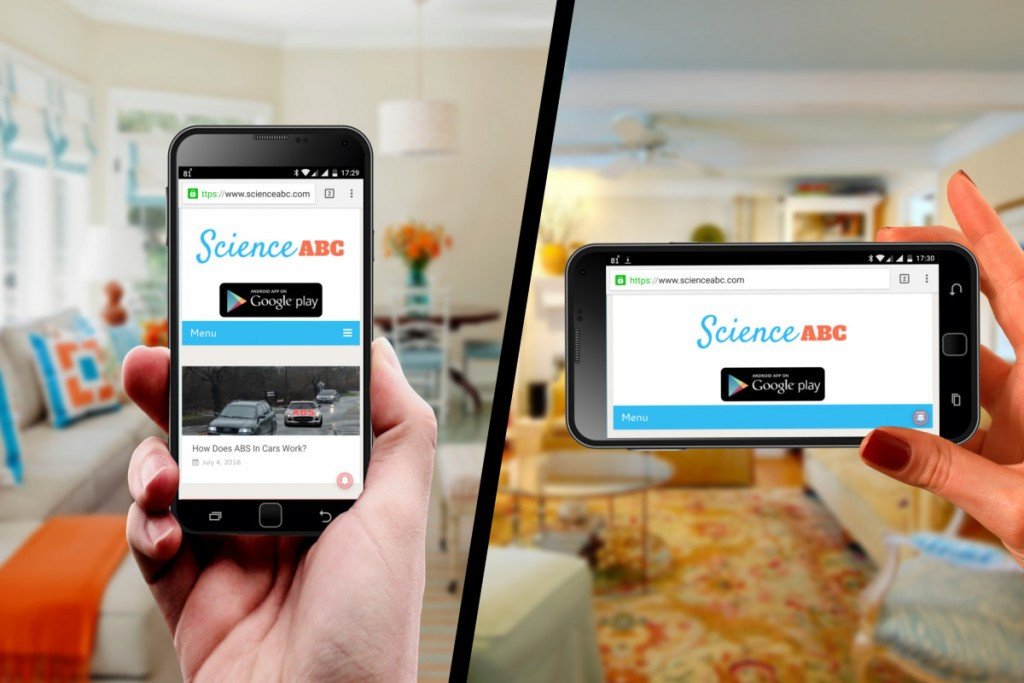 81° 17:29
ttps://www.scienceabc.com 2
Science ABC
ANDROID APP ON
Google play
Menu
How Does ABS In Cars Work?
July 4, 2016
81° 17:30
https://www.scienceabc.com 2
Science ABC
ANDROID APP ON
Google play
Menu